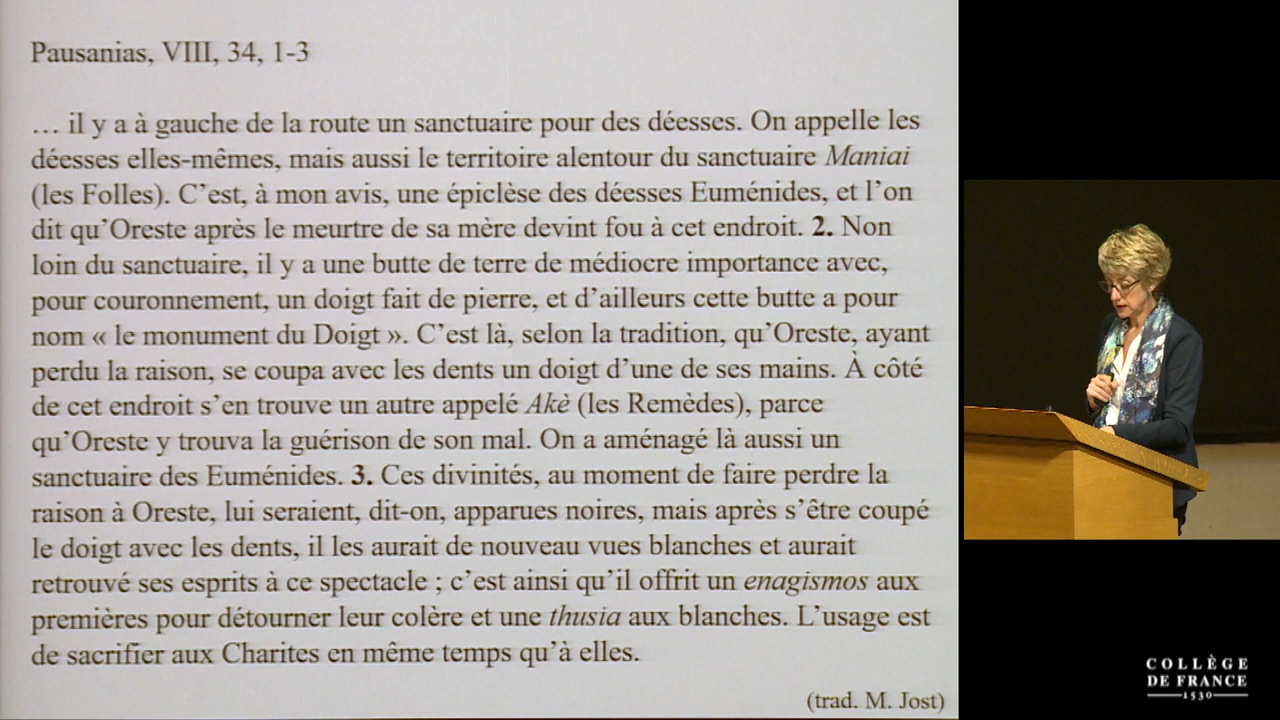 Pausanias, VIII, 34, 1-3
… il y a à gauche de la route un sanctuaire pour des déesses. On appelle les
déesses elles-mêmes, mais aussi le territoire alentour du sanctuaire Maniai
(les Folles). C’est, à mon avis, une épiclèse des déesses Euménides, et l’on
dit qu’Oreste après le meurtre de sa mère devint fou à cet endroit. 2. Non
loin du sanctuaire, il y a une butte de terre de médiocre importance avec,
pour couronnement, un doigt fait de pierre, et d’ailleurs cette butte a pour
nom « le monument du Doigt ». C’est là, selon la tradition, qu’Oreste, ayant
perdu la raison, se coupa avec les dents un doigt d’une de ses mains. À côté
de cet endroit s’en trouve un autre appelé Akè (les Remèdes), parce
qu’Oreste y trouva la guérison de son mal. On a aménagé là aussi un
sanctuaire des Euménides. 3. Ces divinités, au moment de faire perdre la
raison à Oreste, lui seraient, dit-on, apparues noires, mais après s’être coupé
le doigt avec les dents, il les aurait de nouveau vues blanches et aurait
retrouvé ses esprits à ce spectacle ; c’est ainsi qu’il offrit un enagismos aux
premières pour détourner leur colère et une thusia aux blanches. L’usage est
de sacrifier aux Charites en même temps qu’à elles.
(trad. M. Jost)
COLLÈGE
DE FRANCE
1530